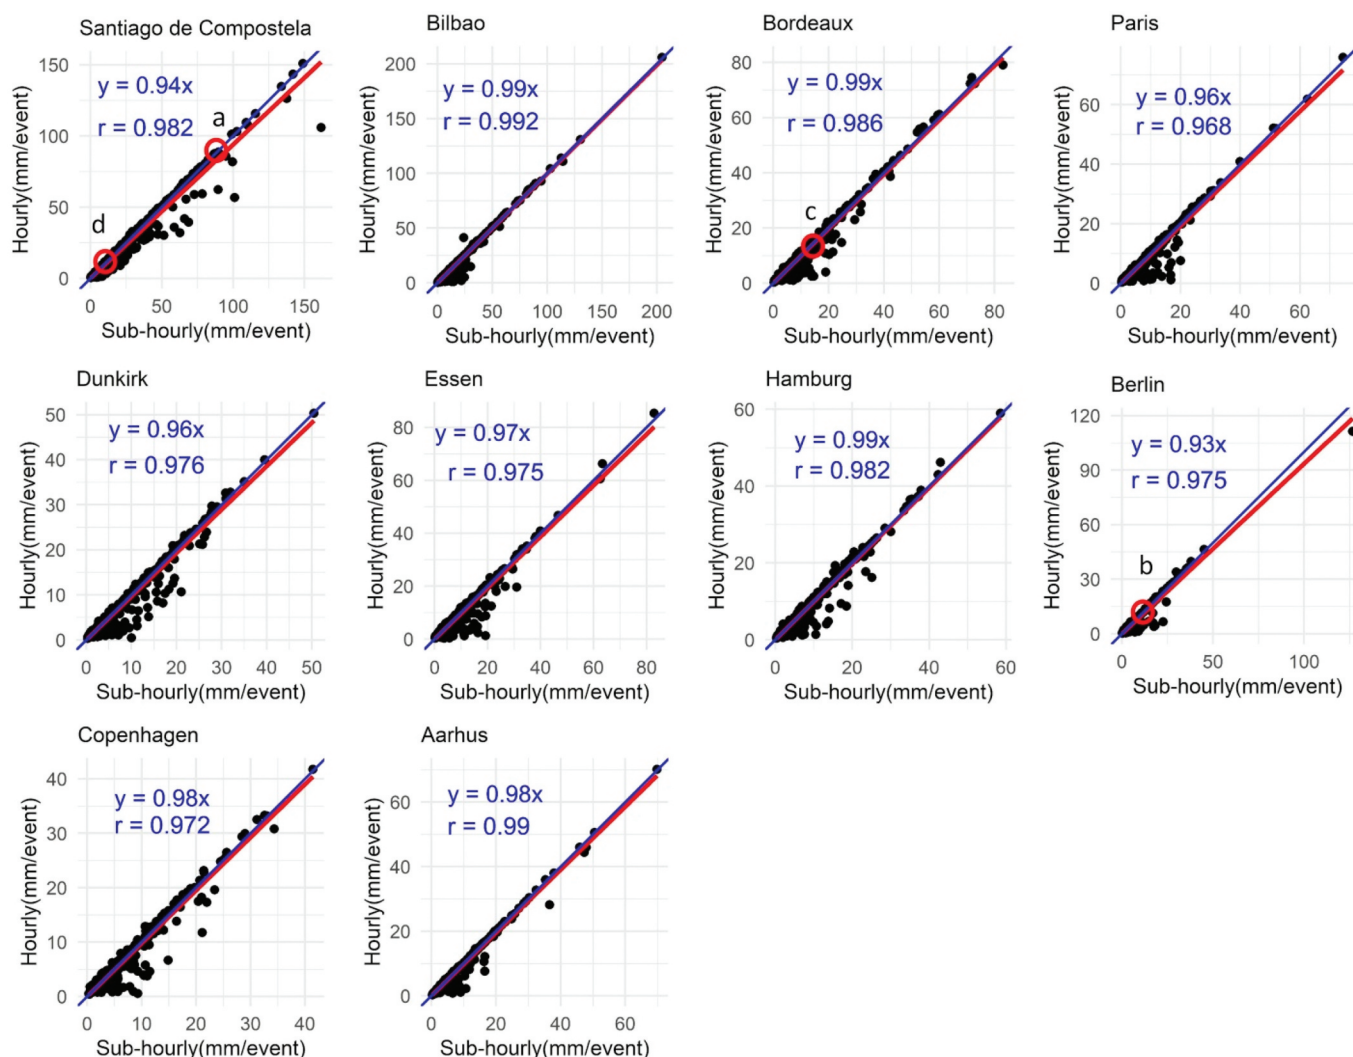 Santiago de Compostela
150
100
50
0
Hourly(mm/event)
y = 0.94x
r = 0.982
a
d
0 50 100 150
Sub-hourly(mm/event)
Bilbao
200
150
100
50
0
Hourly(mm/event)
y = 0.99x
r = 0.992
0 50 100 150 200
Sub-hourly(mm/event)
Bordeaux
80
60
40
20
0
Hourly(mm/event)
y = 0.99x
r = 0.986
c
0 20 40 60 80
Sub-hourly(mm/event)
Paris
60
40
20
0
Hourly(mm/event)
y = 0.96x
r = 0.968
0 20 40 60
Sub-hourly(mm/event)
Dunkirk
50
40
30
20
10
0
Hourly(mm/event)
y = 0.96x
r = 0.976
0 10 20 30 40 50
Sub-hourly(mm/event)
Essen
80
60
40
20
0
Hourly(mm/event)
y = 0.97x
r = 0.975
0 20 40 60 80
Sub-hourly(mm/event)
Hamburg
60
40
20
0
Hourly(mm/event)
y = 0.99x
r = 0.982
0 20 40 60
Sub-hourly(mm/event)
Berlin
120
90
60
30
0
Hourly(mm/event)
y = 0.93x
r = 0.975
b
0 50 100
Sub-hourly(mm/event)
Copenhagen
40
30
20
10
0
Hourly(mm/event)
y = 0.98x
r = 0.972
0 10 20 30 40
Sub-hourly(mm/event)
Aarhus
60
40
20
0
Hourly(mm/event)
y = 0.98x
r = 0.99
0 20 40 60
Sub-hourly(mm/event)